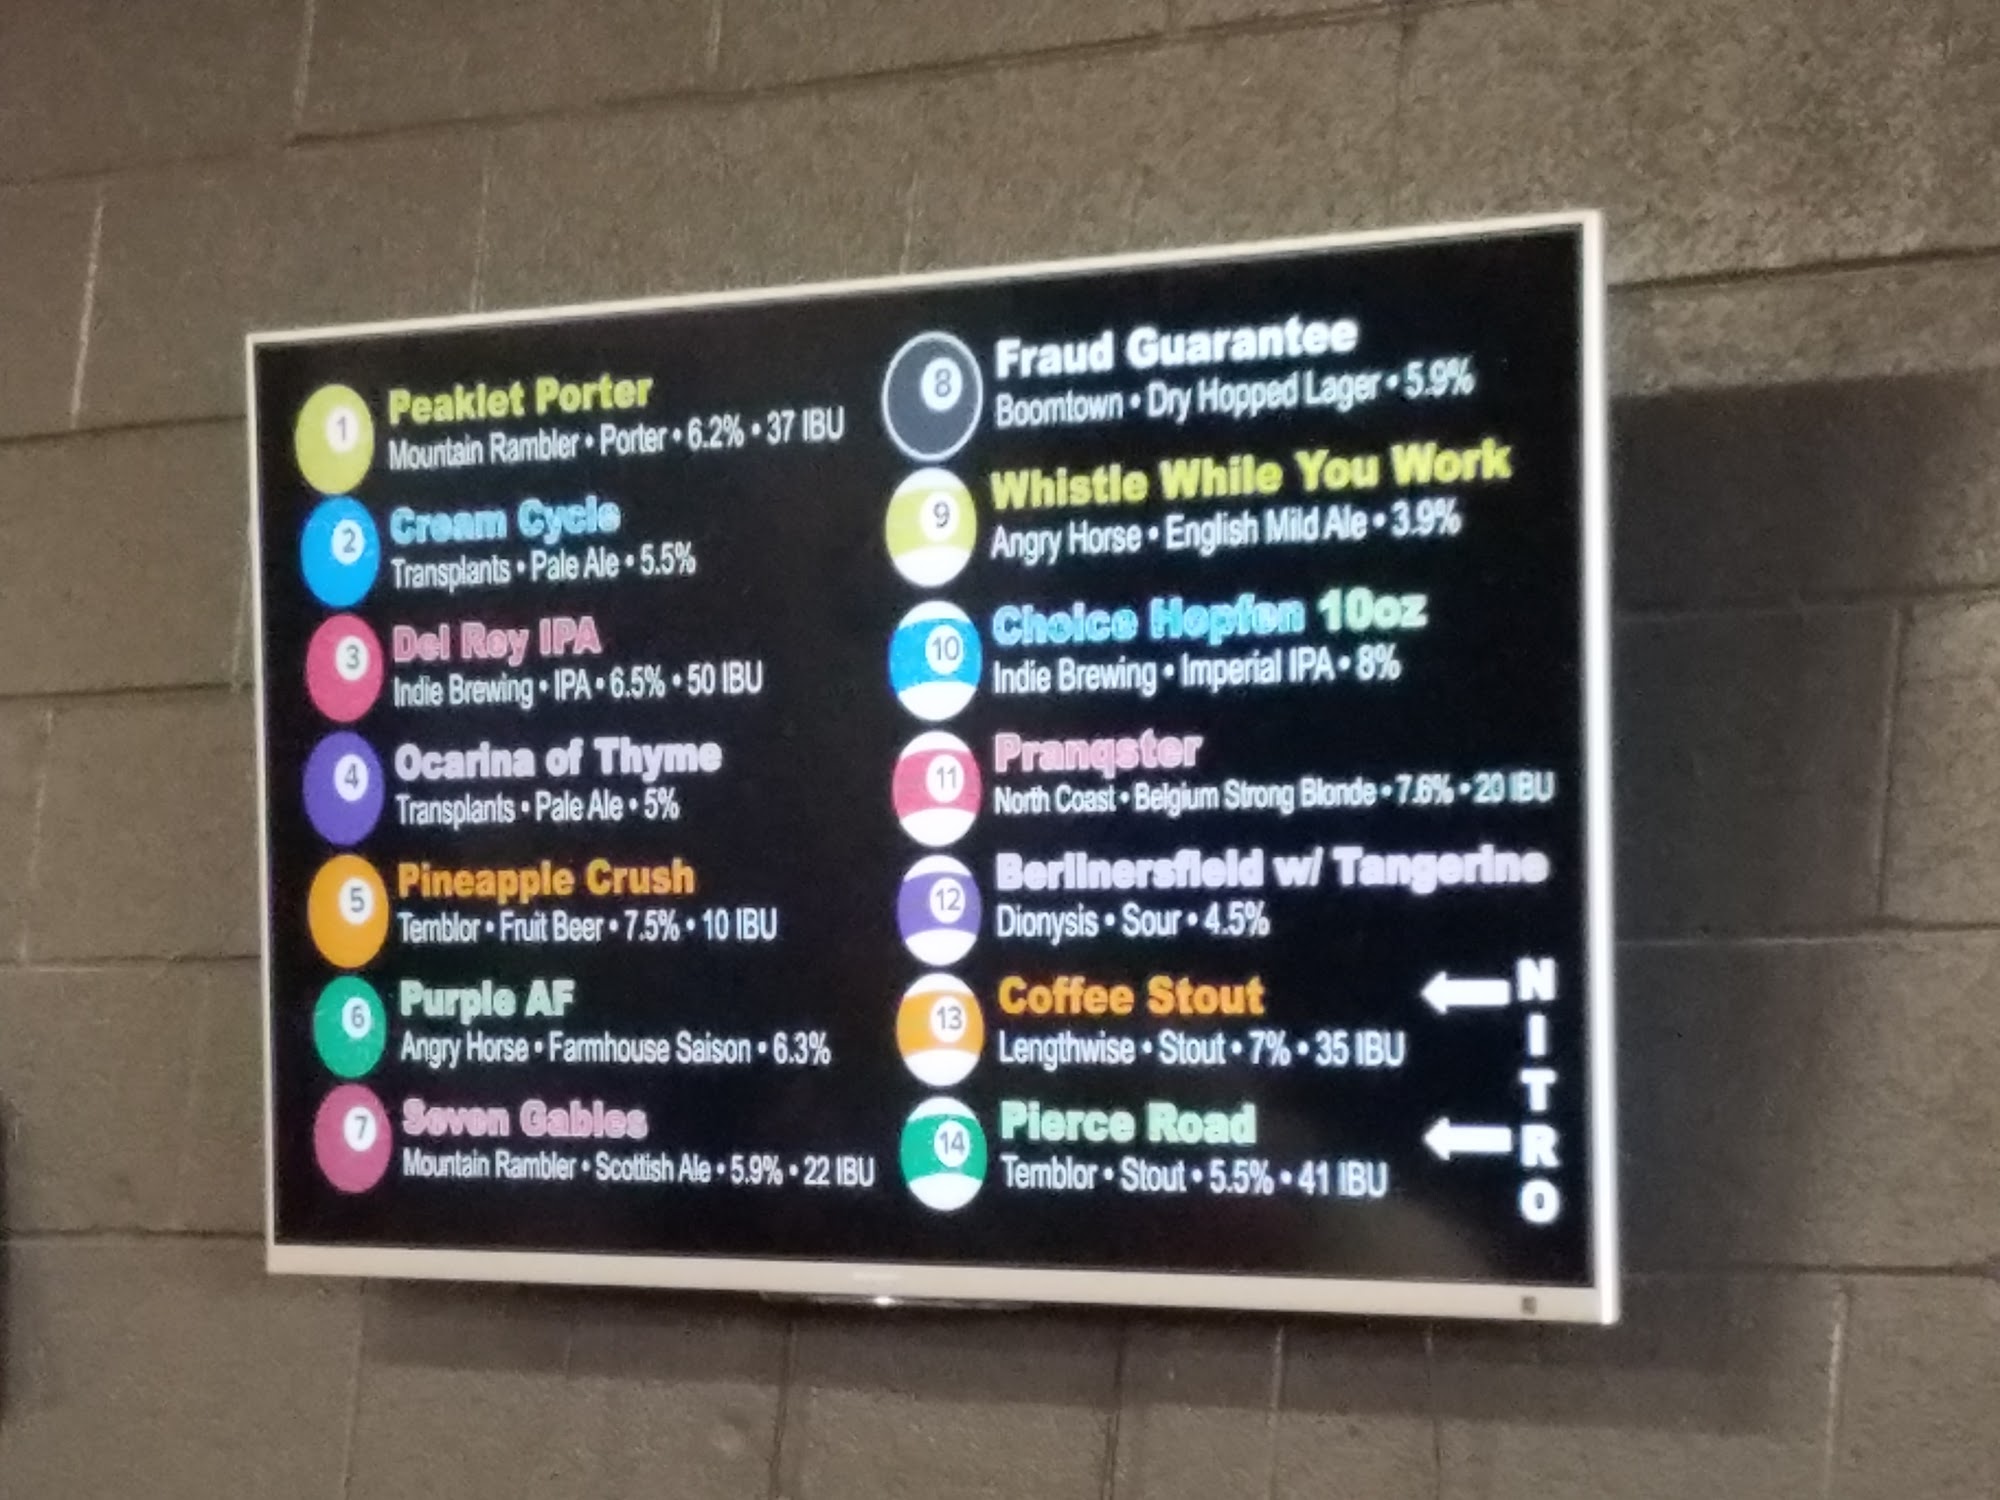 1
Peaklet Porter
Mountain Rambler • Porter • 6.2% • 37 IBU
2
Cream Cycle
Transplants • Pale Ale • 5.5%
3
Del Rey IPA
Indie Brewing • IPA • 6.5% • 50 IBU
4
Ocarina of Thyme
Transplants • Pale Ale • 5%
5
Pineapple Crush
Temblor • Fruit Beer • 7.5% • 10 IBU
6
Purple AF
Angry Horse • Farmhouse Saison • 6.3%
7
Seven Gables
Mountain Rambler • Scottish Ale • 5.9% • 22 IBU
8
Fraud Guarantee
Boomtown • Dry Hopped Lager • 5.9%
9
Whistle While You Work
Angry Horse • English Mild Ale • 3.9%
10
Choice Hopfen 10oz
Indie Brewing • Imperial IPA • 8%
11
Pranqster
North Coast • Belgium Strong Blonde • 7.6% • 20 IBU
12
Berlinersfield w/ Tangerine
Dionysis • Sour • 4.5%
13
Coffee Stout
Lengthwise • Stout • 7% • 35 IBU
14
Pierce Road
Temblor • Stout • 5.5% • 41 IBU
NITRO